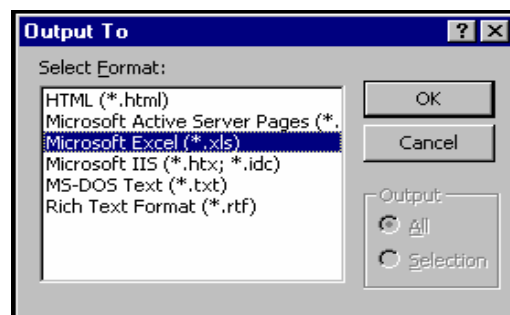 Output To
Select Format:
HTML (*.html)
Microsoft Active Server Pages (*.
Microsoft Excel (*.xls)
Microsoft IIS (*.htx; *.idc)
MS-DOS Text (*.txt)
Rich Text Format (*.rtf)
OK
Cancel
Output
All
Selection